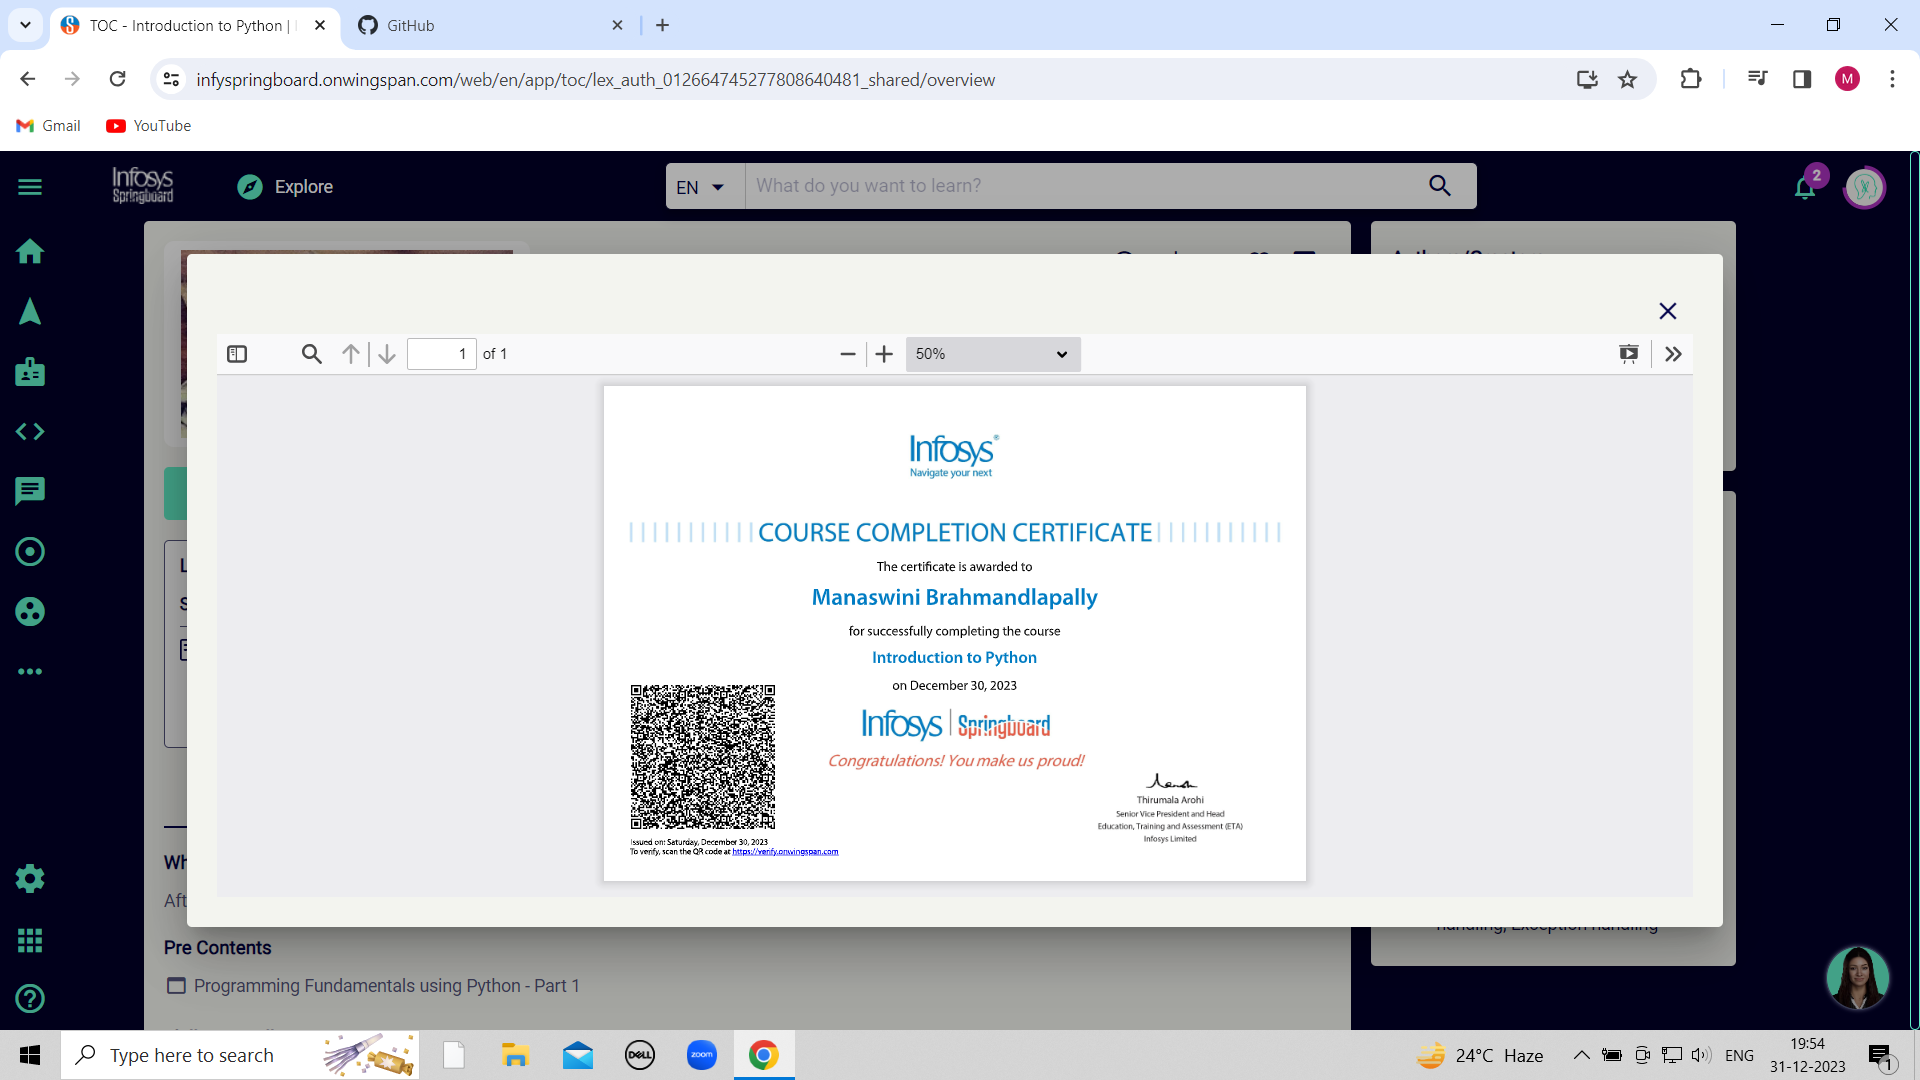 TOC - Introduction to Python |
GitHub
infyspringboard.onwingspan.com/web/en/app/toc/lex_auth_012664745277808640481_shared/overview
M
Gmail
YouTube
Infosys
Springboard
Explore
EN
What do you want to learn?
2
1 of 1
50%
Infosys®
Navigate your next
COURSE COMPLETION CERTIFICATE
The certificate is awarded to
Manaswini Brahmandlapally
for successfully completing the course
Introduction to Python
on December 30, 2023
Infosys | Springboard
Congratulations! You make us proud!
Thirumala Arohi
Senior Vice President and Head
Education, Training and Assessment (ETA)
Infosys Limited
Issued on: Saturday, December 30, 2023
To verify, scan the QR code at https://verify.onwingspan.com
Wh
Aft
handling, Exception handling
Pre Contents
Programming Fundamentals using Python - Part 1
Type here to search
DELL
zoom
24°C Haze
ENG
19:54
31-12-2023
1